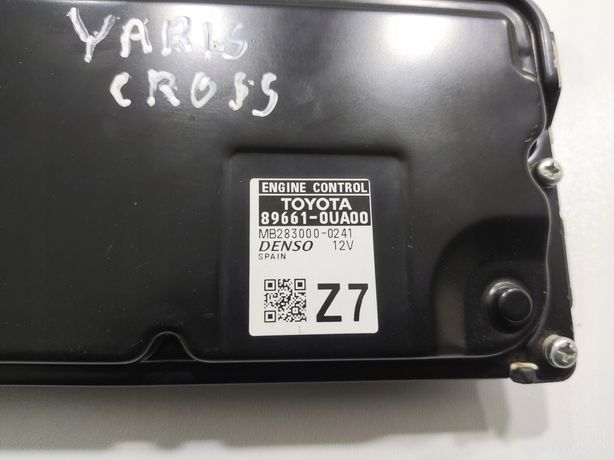 YARIS
CROSS
ENGINE CONTROL
TOYOTA
89661-0UA00
MB283000-0241
DENSO 12V
SPAIN
Z7